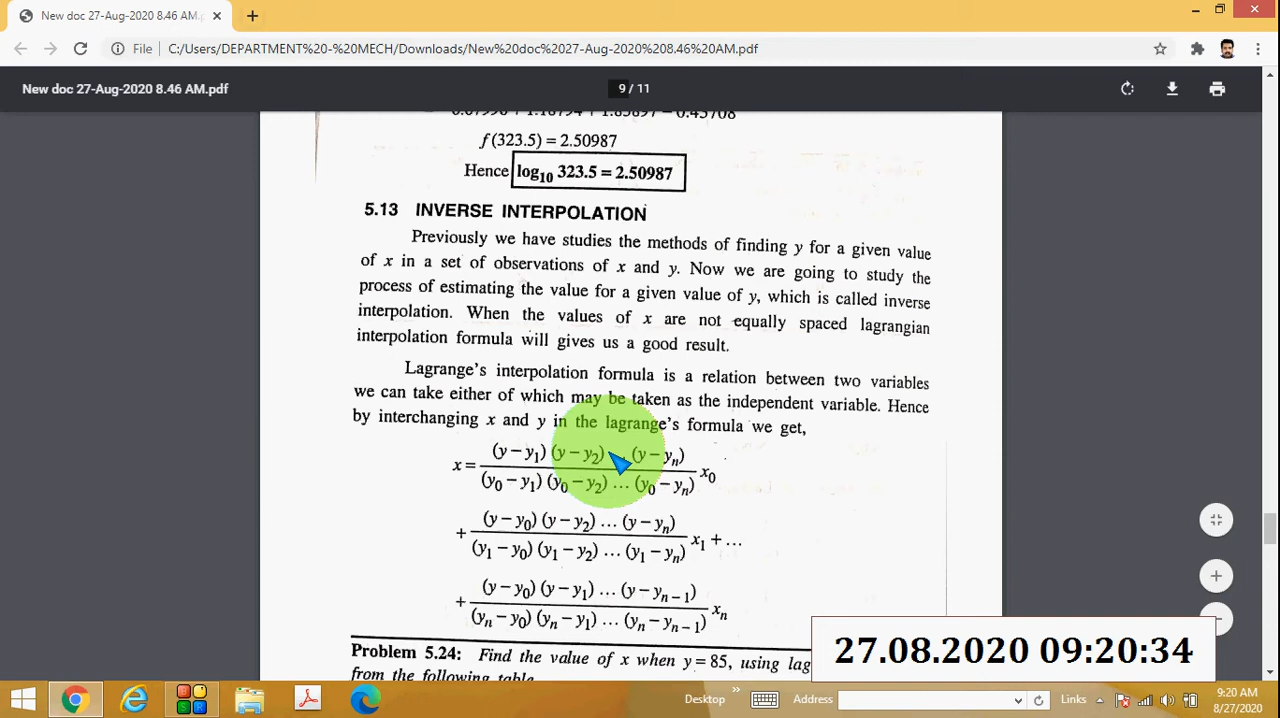 New doc 27-Aug-2020 8.46 AM.p
File C:/Users/DEPARTMENT%20-%20MECH/Downloads/New%20doc%2027-Aug-2020%208.46%20AM.pdf
New doc 27-Aug-2020 8.46 AM.pdf 9 / 11
f(323.5) = 2.50987
Hence log₁₀ 323.5 = 2.50987
5.13 INVERSE INTERPOLATION
Previously we have studies the methods of finding y for a given value
of x in a set of observations of x and y. Now we are going to study the
process of estimating the value for a given value of y, which is called inverse
interpolation. When the values of x are not equally spaced lagrangian
interpolation formula will gives us a good result.
Lagrange's interpolation formula is a relation between two variables
we can take either of which may be taken as the independent variable. Hence
by interchanging x and y in the lagrange's formula we get,
x = (y – y₁) (y – y₂) … (y – yₙ) / (y₀ – y₁) (y₀ – y₂) … (y₀ – yₙ) x₀
+ (y – y₀) (y – y₂) … (y – yₙ) / (y₁ – y₀) (y₁ – y₂) … (y₁ – yₙ) x₁ + …
+ (y – y₀) (y – y₁) … (y – yₙ₋₁) / (yₙ – y₀) (yₙ – y₁) … (yₙ – yₙ₋₁) xₙ
Problem 5.24: Find the value of x when y = 85, using lag
from the following table
27.08.2020 09:20:34
Desktop » Address Links 9:20 AM
8/27/2020